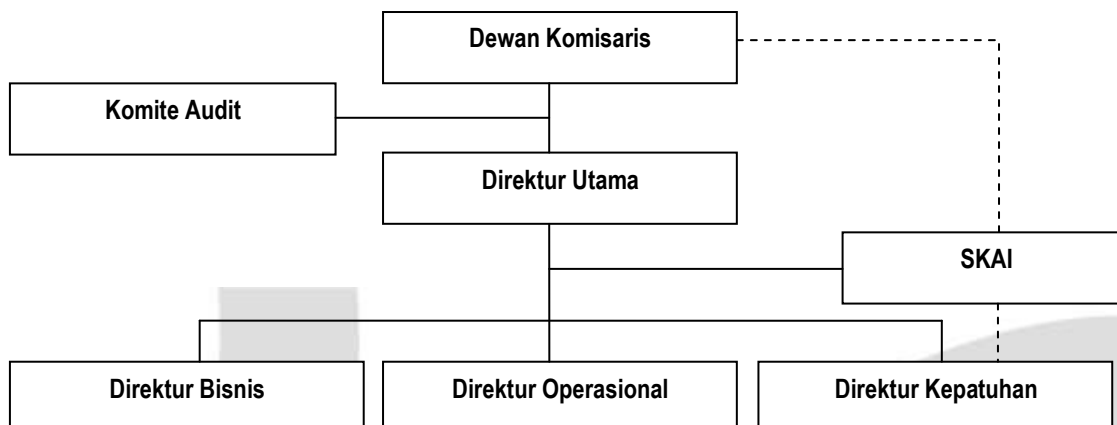 Dewan Komisaris
Komite Audit
Direktur Utama
SKAI
Direktur Bisnis
Direktur Operasional
Direktur Kepatuhan